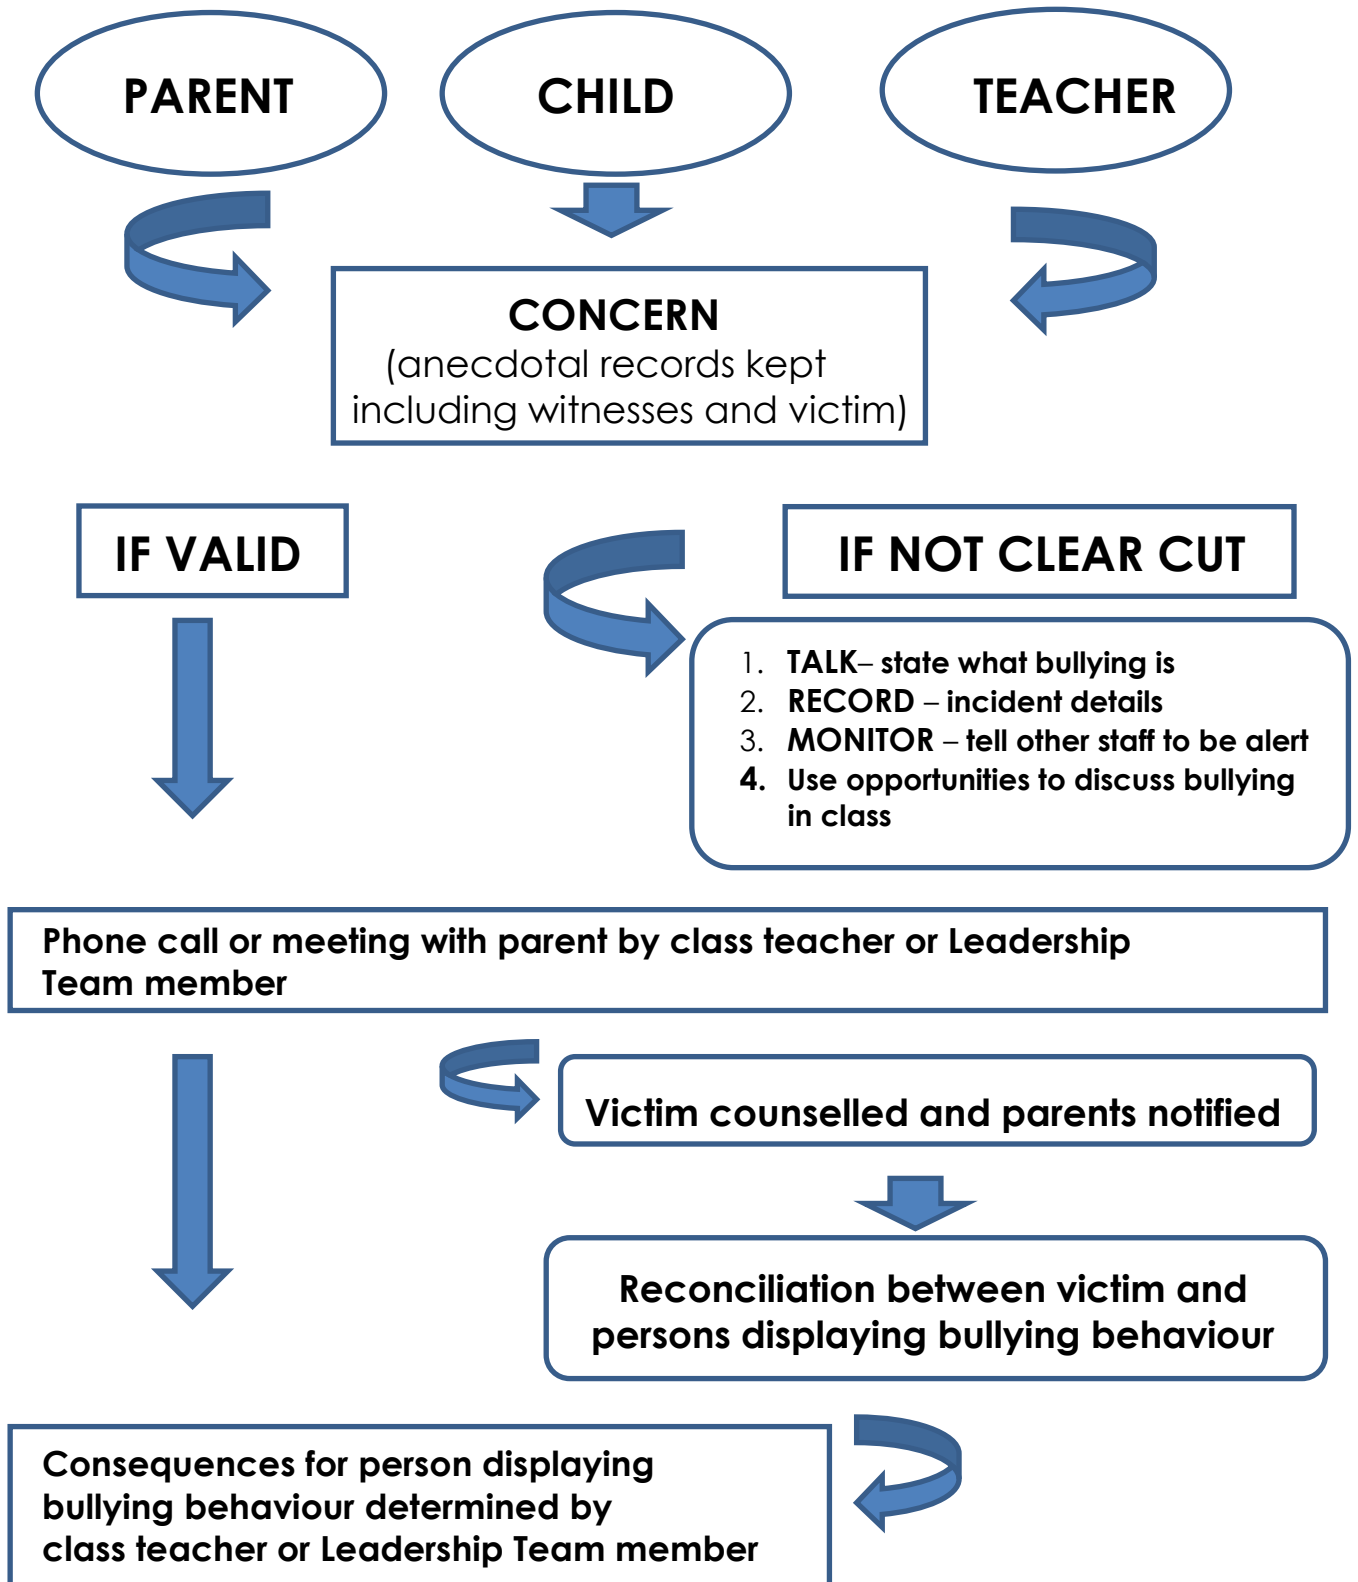 PARENT
CHILD
TEACHER
CONCERN
(anecdotal records kept
including witnesses and victim)
IF VALID
IF NOT CLEAR CUT
1. TALK– state what bullying is
2. RECORD – incident details
3. MONITOR – tell other staff to be alert
4. Use opportunities to discuss bullying
in class
Phone call or meeting with parent by class teacher or Leadership
Team member
Victim counselled and parents notified
Reconciliation between victim and
persons displaying bullying behaviour
Consequences for person displaying
bullying behaviour determined by
class teacher or Leadership Team member